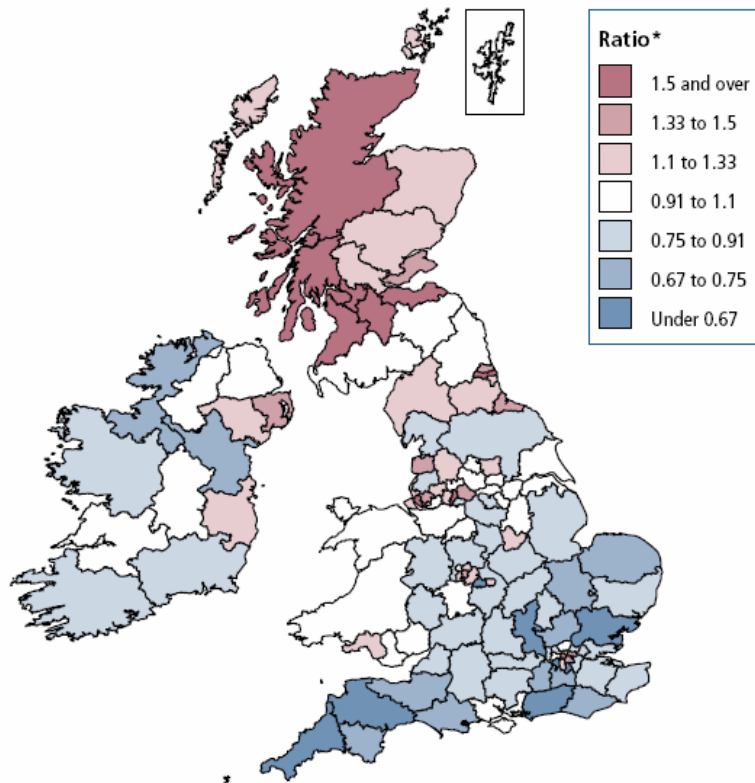 Ratio*
1.5 and over
1.33 to 1.5
1.1 to 1.33
0.91 to 1.1
0.75 to 0.91
0.67 to 0.75
Under 0.67